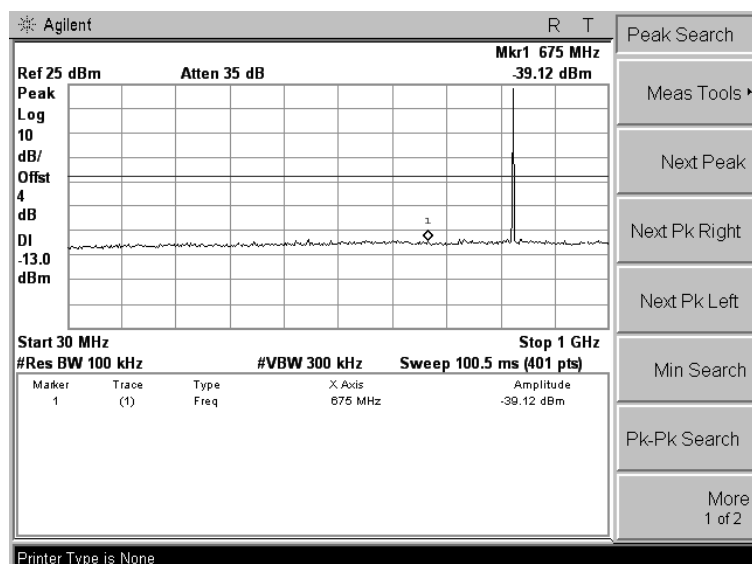 Agilent R T
Peak Search
Mkr1 675 MHz
Ref 25 dBm Atten 35 dB -39.12 dBm
Peak
Log
10
dB/
Offst
4
dB
DI
-13.0
dBm
1
Start 30 MHz Stop 1 GHz
#Res BW 100 kHz #VBW 300 kHz Sweep 100.5 ms (401 pts)
Marker Trace Type X Axis Amplitude
1 (1) Freq 675 MHz -39.12 dBm
Meas Tools
Next Peak
Next Pk Right
Next Pk Left
Min Search
Pk-Pk Search
More
1 of 2
Printer Type is None